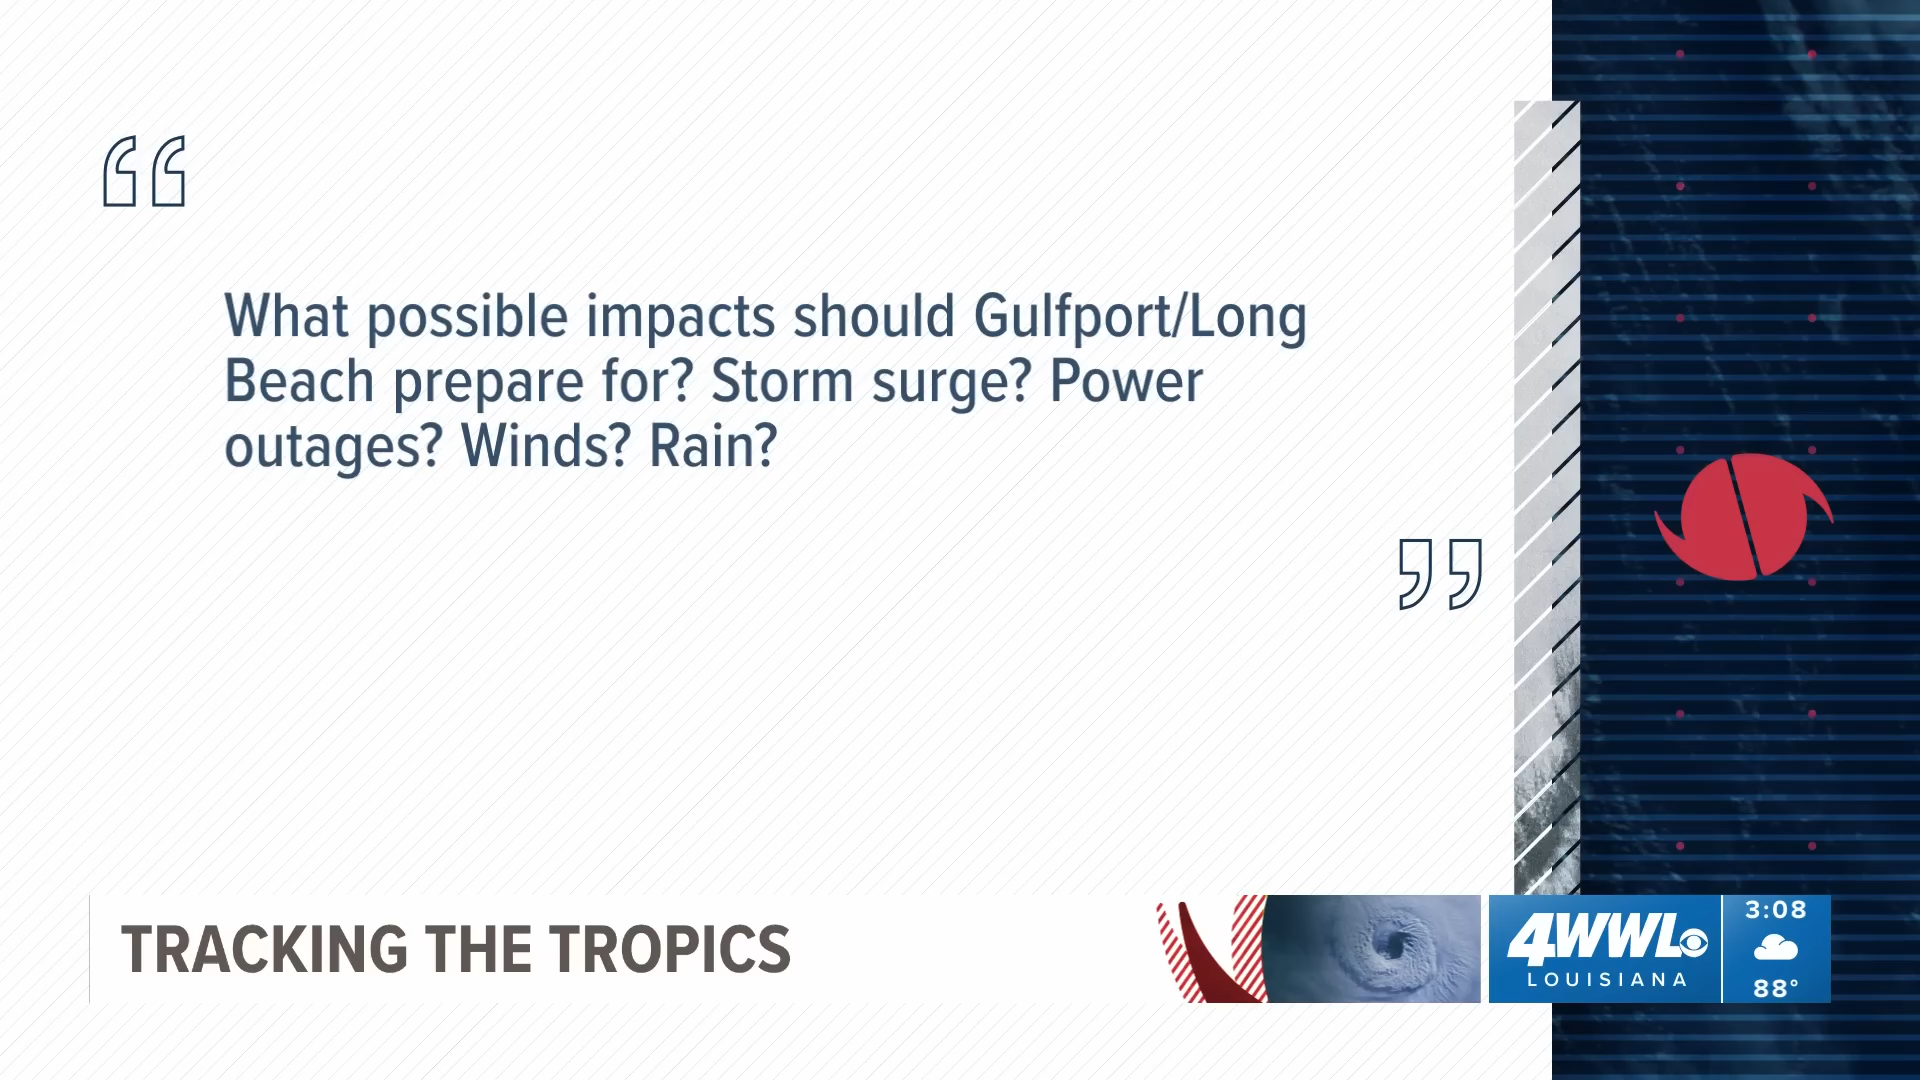 “
What possible impacts should Gulfport/Long
Beach prepare for? Storm surge? Power
outages? Winds? Rain?
”
TRACKING THE TROPICS
4WWL
LOUISIANA
3:08
88°